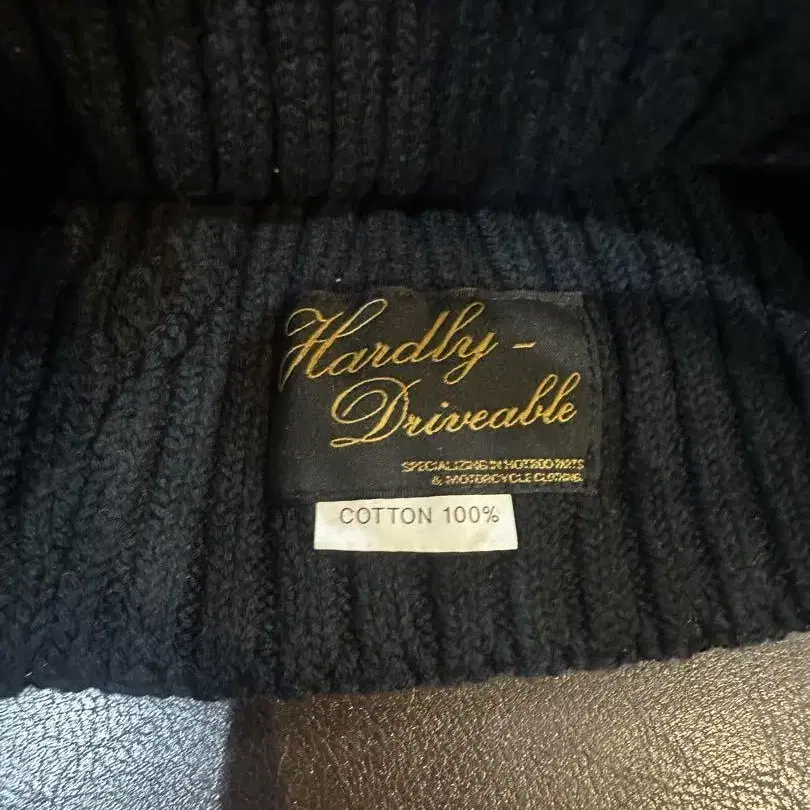 Hardly -
Driveable
SPECIALIZING IN HOTROD PARTS
& MOTORCYCLE CLOTHING
COTTON 100%